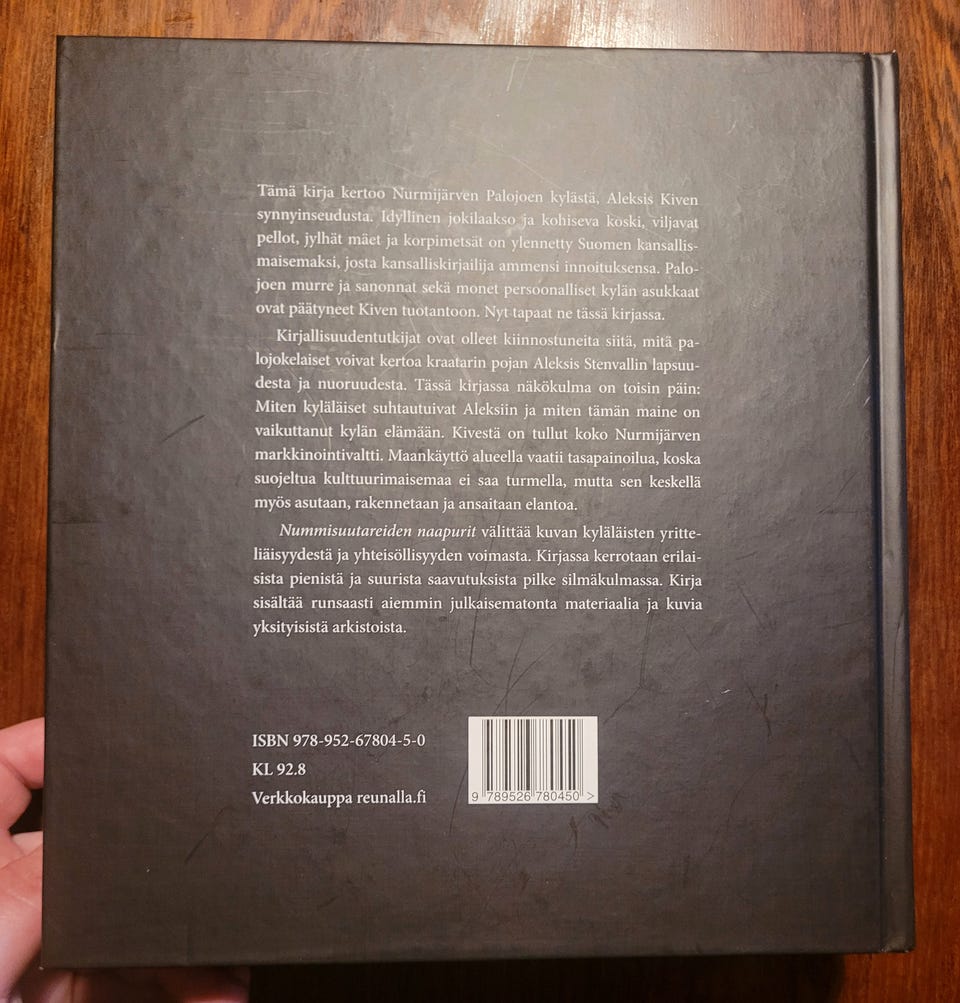 Tämä kirja kertoo Nurmijärven Palojoen kylästä, Aleksis Kiven
synnyinseudusta. Idyllinen jokilaakso ja kohiseva koski, viljavat
pellot, jylhät mäet ja korpimetsät on ylennetty Suomen kansallis-
maisemaksi, josta kansalliskirjailija ammensi innoituksensa. Palo-
joen murre ja sanonnat sekä monet persoonalliset kylän asukkaat
ovat päätyneet Kiven tuotantoon. Nyt tapaat ne tässä kirjassa.
Kirjallisuudentutkijat ovat olleet kiinnostuneita siitä, mitä pa-
lojokelaiset voivat kertoa kraatarin pojan Aleksis Stenvallin lapsuu-
desta ja nuoruudesta. Tässä kirjassa näkökulma on toisin päin:
Miten kyläläiset suhtautuivat Aleksiin ja miten tämän maine on
vaikuttanut kylän elämään. Kivestä on tullut koko Nurmijärven
markkinointivaltti. Maankäyttö alueella vaatii tasapainoilua, koska
suojeltua kulttuurimaisemaa ei saa turmella, mutta sen keskellä
myös asutaan, rakennetaan ja ansaitaan elantoa.
Nummisuutareiden naapurit välittää kuvan kyläläisten yritte-
liäisyydestä ja yhteisöllisyyden voimasta. Kirjassa kerrotaan erilai-
sista pienistä ja suurista saavutuksista pilke silmäkulmassa. Kirja
sisältää runsaasti aiemmin julkaisematonta materiaalia ja kuvia
yksityisistä arkistoista.
ISBN 978-952-67804-5-0
KL 92.8
Verkkokauppa reunalla.fi
9 789526 780450 >